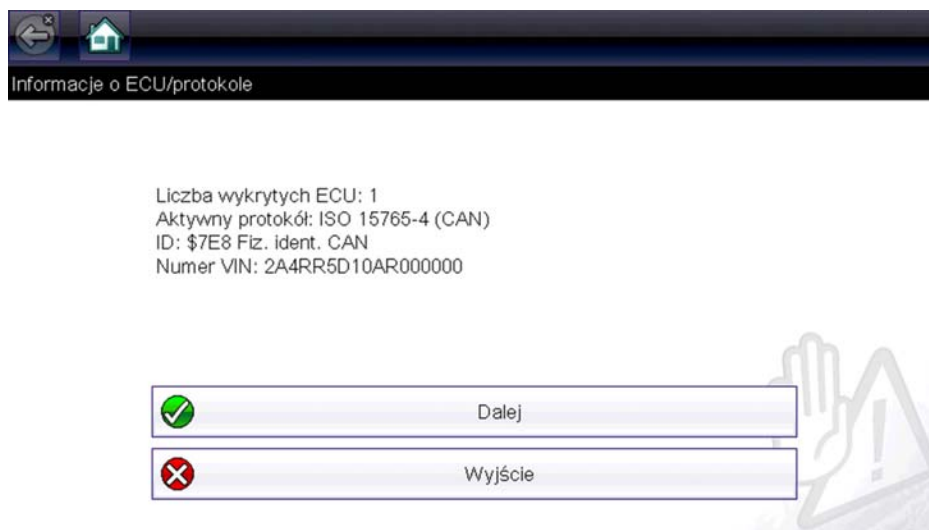 Informacje o ECU/protokole
Liczba wykrytych ECU: 1
Aktywny protokół: ISO 15765-4 (CAN)
ID: $7E8 Fiz. ident. CAN
Numer VIN: 2A4RR5D10AR000000
Dalej
Wyjście